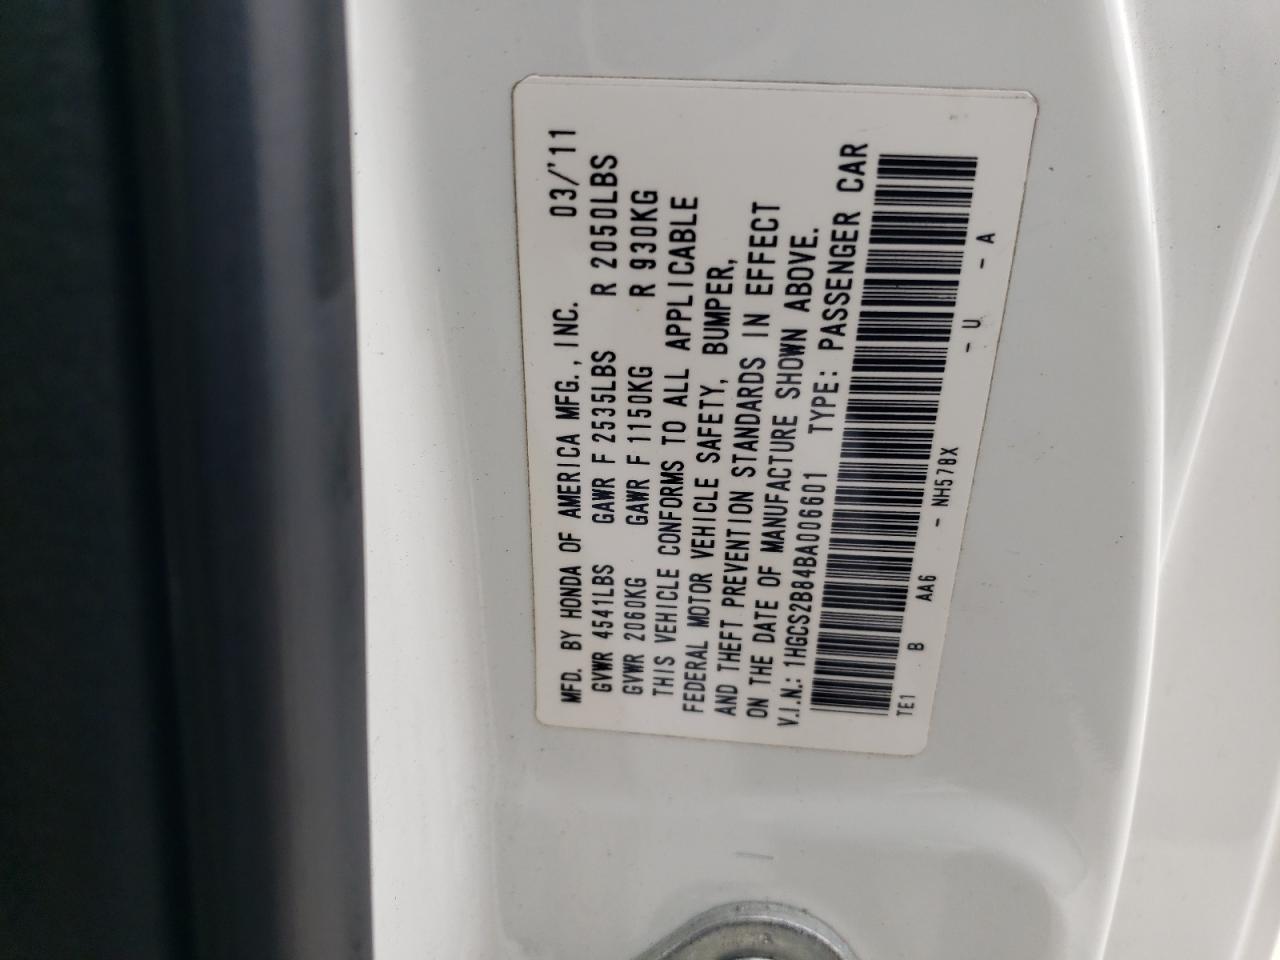 MFD. BY HONDA OF AMERICA MFG., INC. 03/'11
GVWR 4541LBS GAWR F 2535LBS R 2050LBS
GVWR 2060KG GAWR F 1150KG R 930KG
THIS VEHICLE CONFORMS TO ALL APPLICABLE
FEDERAL MOTOR VEHICLE SAFETY, BUMPER,
AND THEFT PREVENTION STANDARDS IN EFFECT
ON THE DATE OF MANUFACTURE SHOWN ABOVE.
V.I.N.: 1HGCS2B84BA006601 TYPE: PASSENGER CAR
TE1 B AA6 - NH578X - U - A